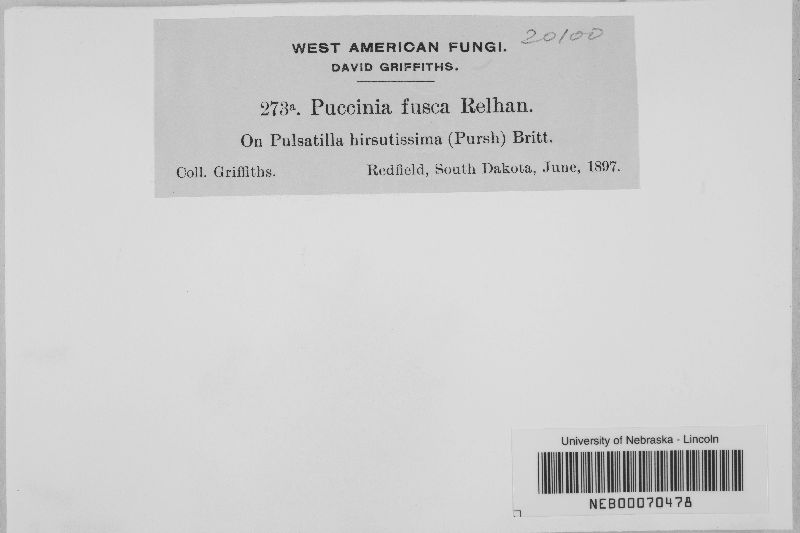 WEST AMERICAN FUNGI. 20100
DAVID GRIFFITHS.
273a. Puccinia fusca Relhan.
On Pulsatilla hirsutissima (Pursh) Britt.
Coll. Griffiths. Redfield, South Dakota, June, 1897.
University of Nebraska - Lincoln
NEB00070478